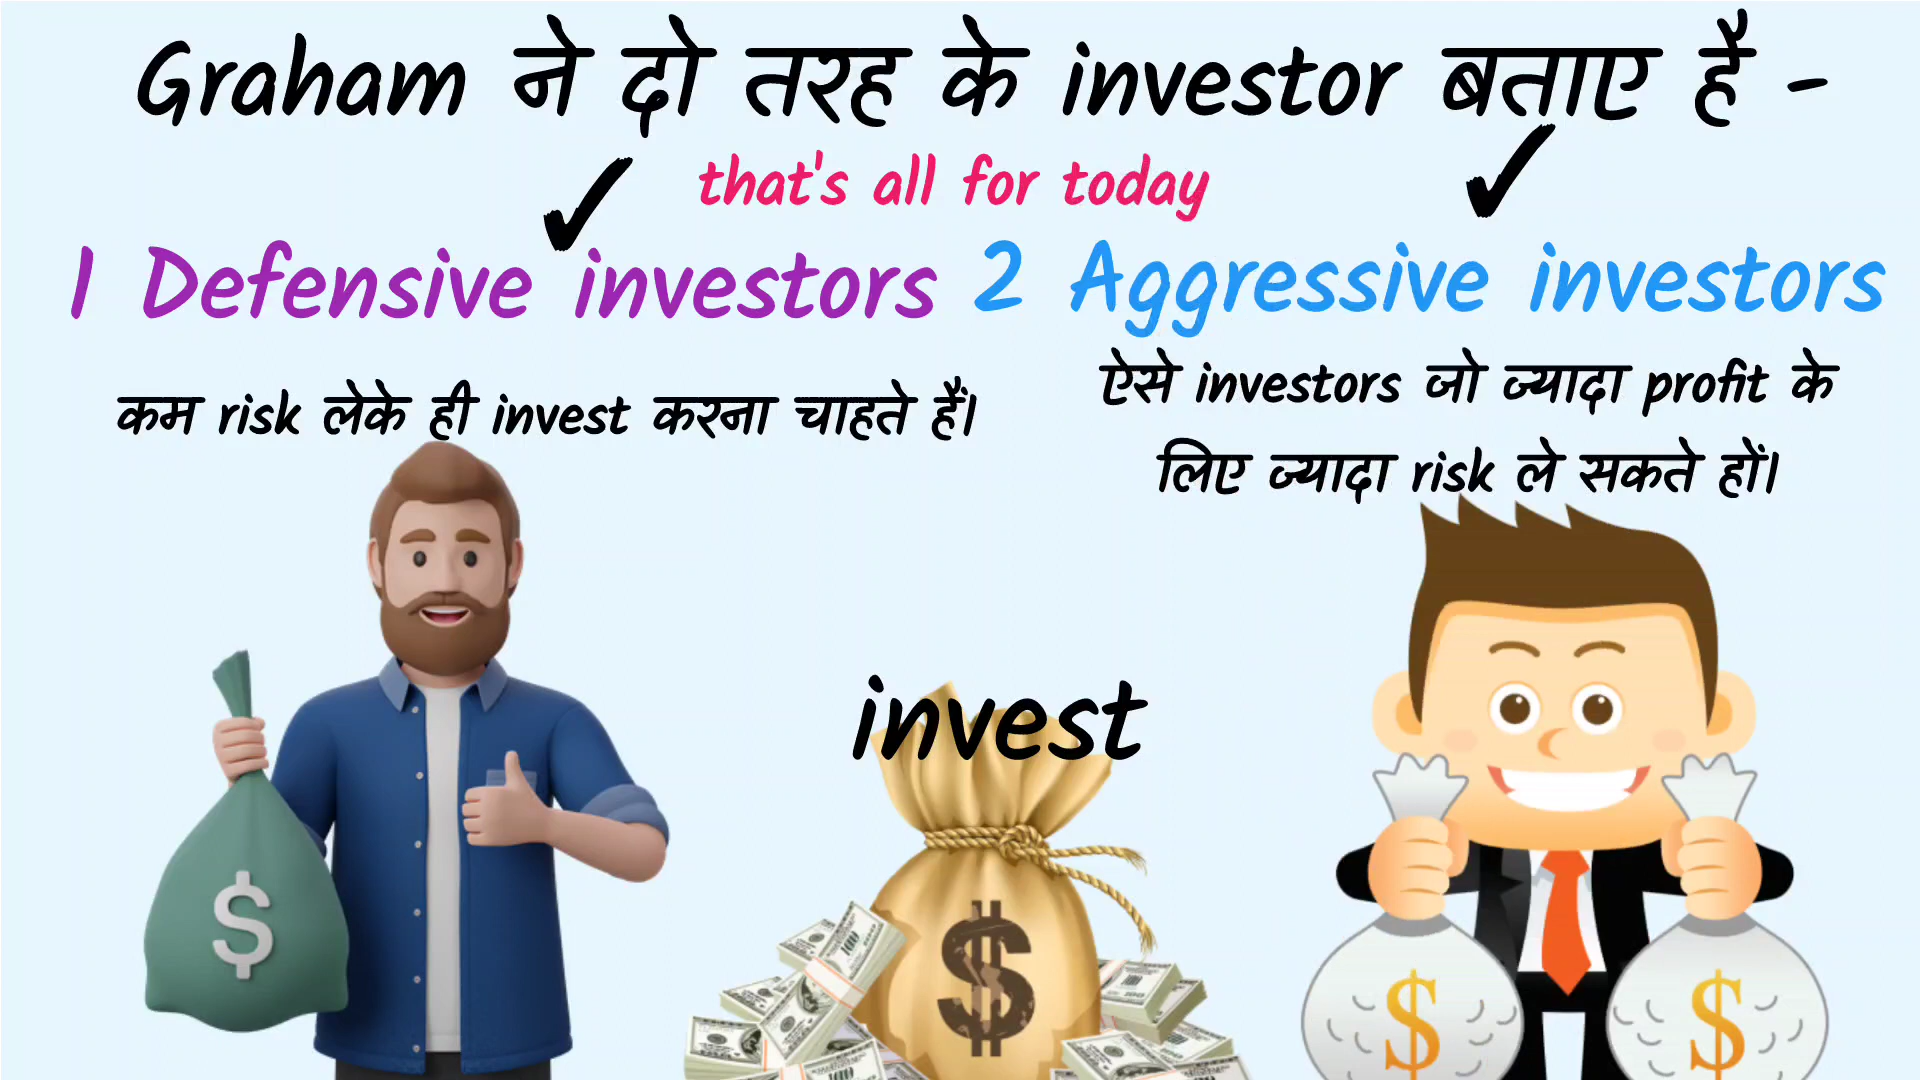 Graham ने दो तरह के investor बताए है -
that's all for today
1 Defensive investors
2 Aggressive investors
कम risk लेके ही invest करना चाहते हैं।
ऐसे investors जो ज्यादा profit के
लिए ज्यादा risk ले सकते हों।
invest
$
$
$
$